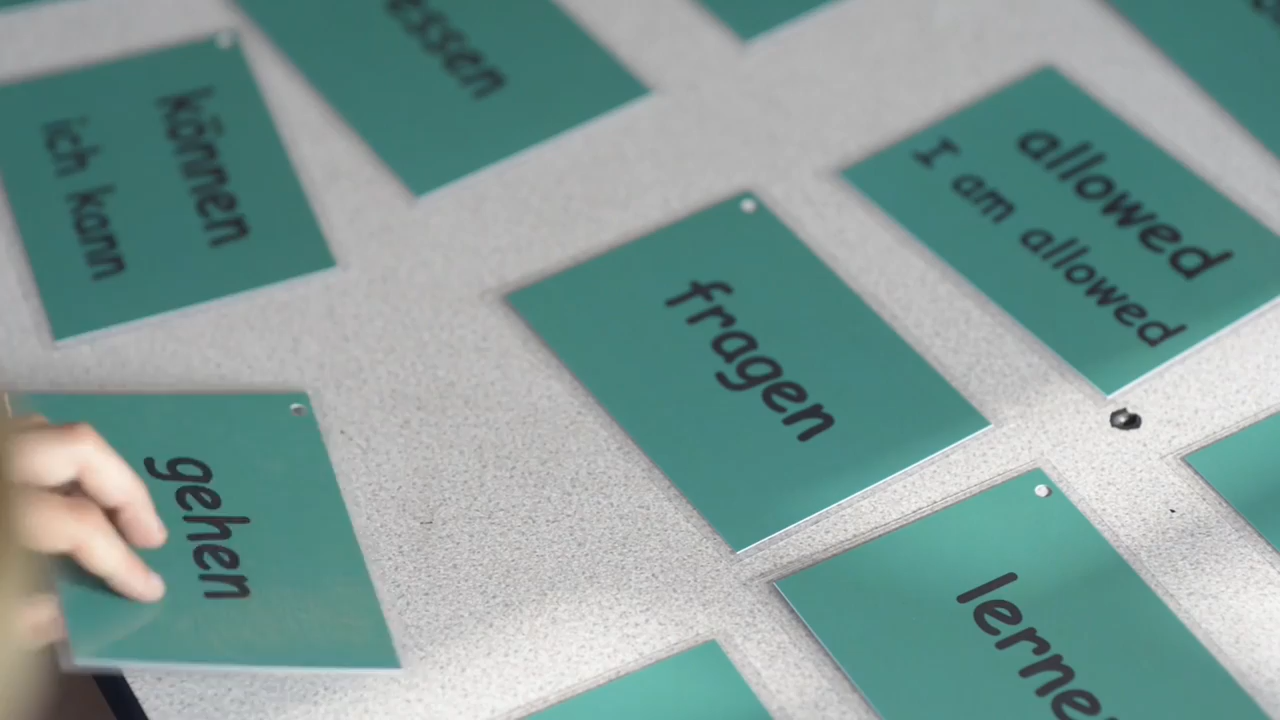 essen
können
ich kann
allowed
I am allowed
fragen
gehen
lerne